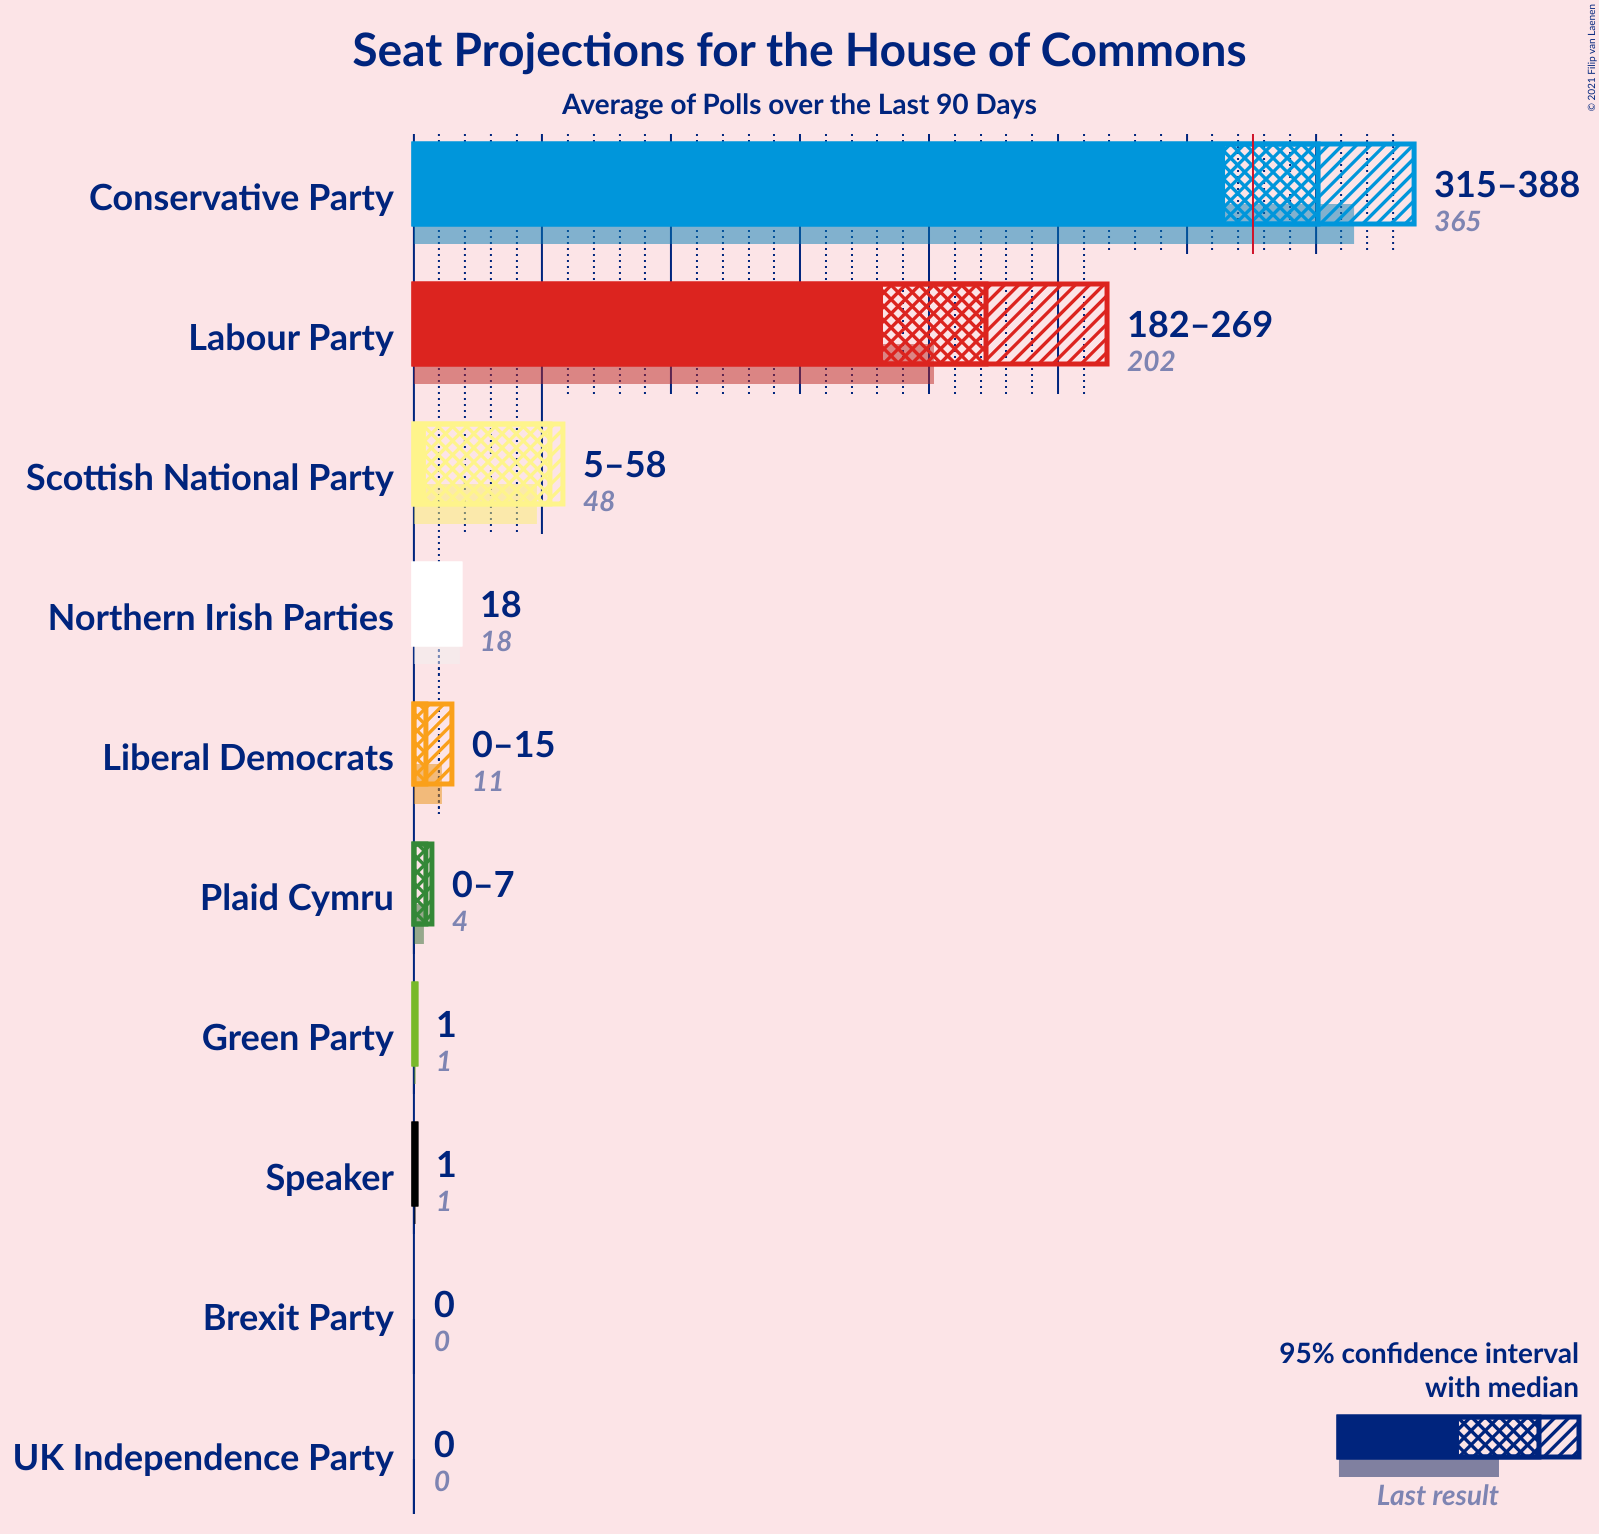 Seat Projections for the House of Commons
Average of Polls over the Last 90 Days
© 2021 Filip van Laenen
Conservative Party
315–388
365
Labour Party
182–269
202
Scottish National Party
5–58
48
Northern Irish Parties
18
18
Liberal Democrats
0–15
11
Plaid Cymru
0–7
4
Green Party
1
1
Speaker
1
1
Brexit Party
0
0
UK Independence Party
0
0
95% confidence interval
with median
Last result